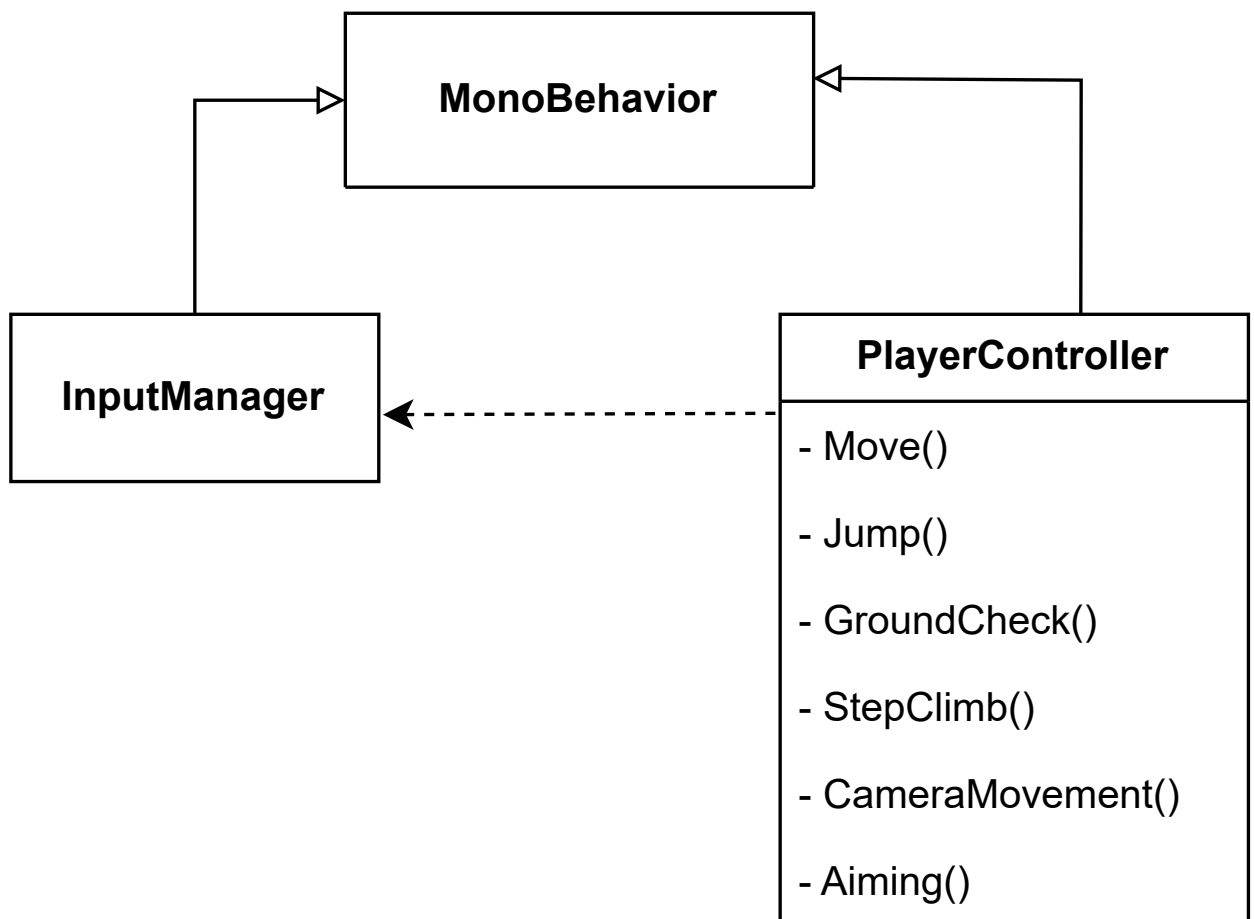 MonoBehavior
InputManager
PlayerController
- Move()
- Jump()
- GroundCheck()
- StepClimb()
- CameraMovement()
- Aiming()